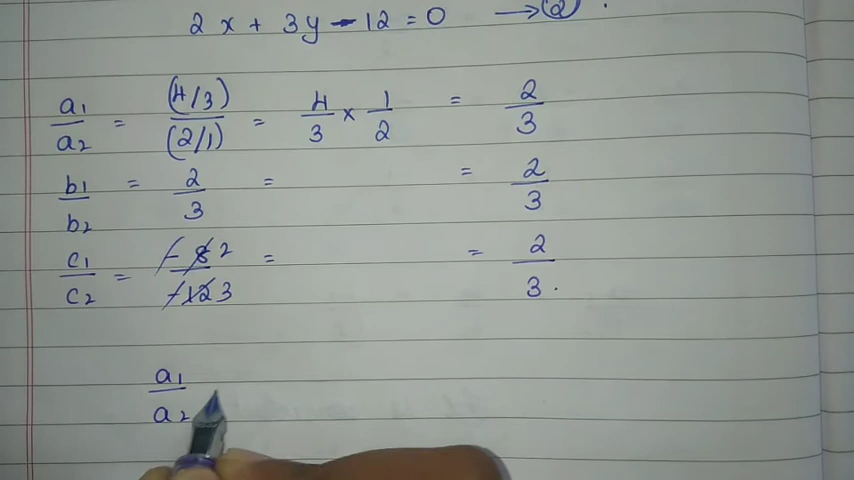 2x + 3y - 12 = 0 → (2).
a1/a2 = (4/3)/(2/1) = 4/3 × 1/2 = 2/3
b1/b2 = 2/3 = = 2/3
c1/c2 = -8 2/-12 3 = = 2/3.
a1/a2